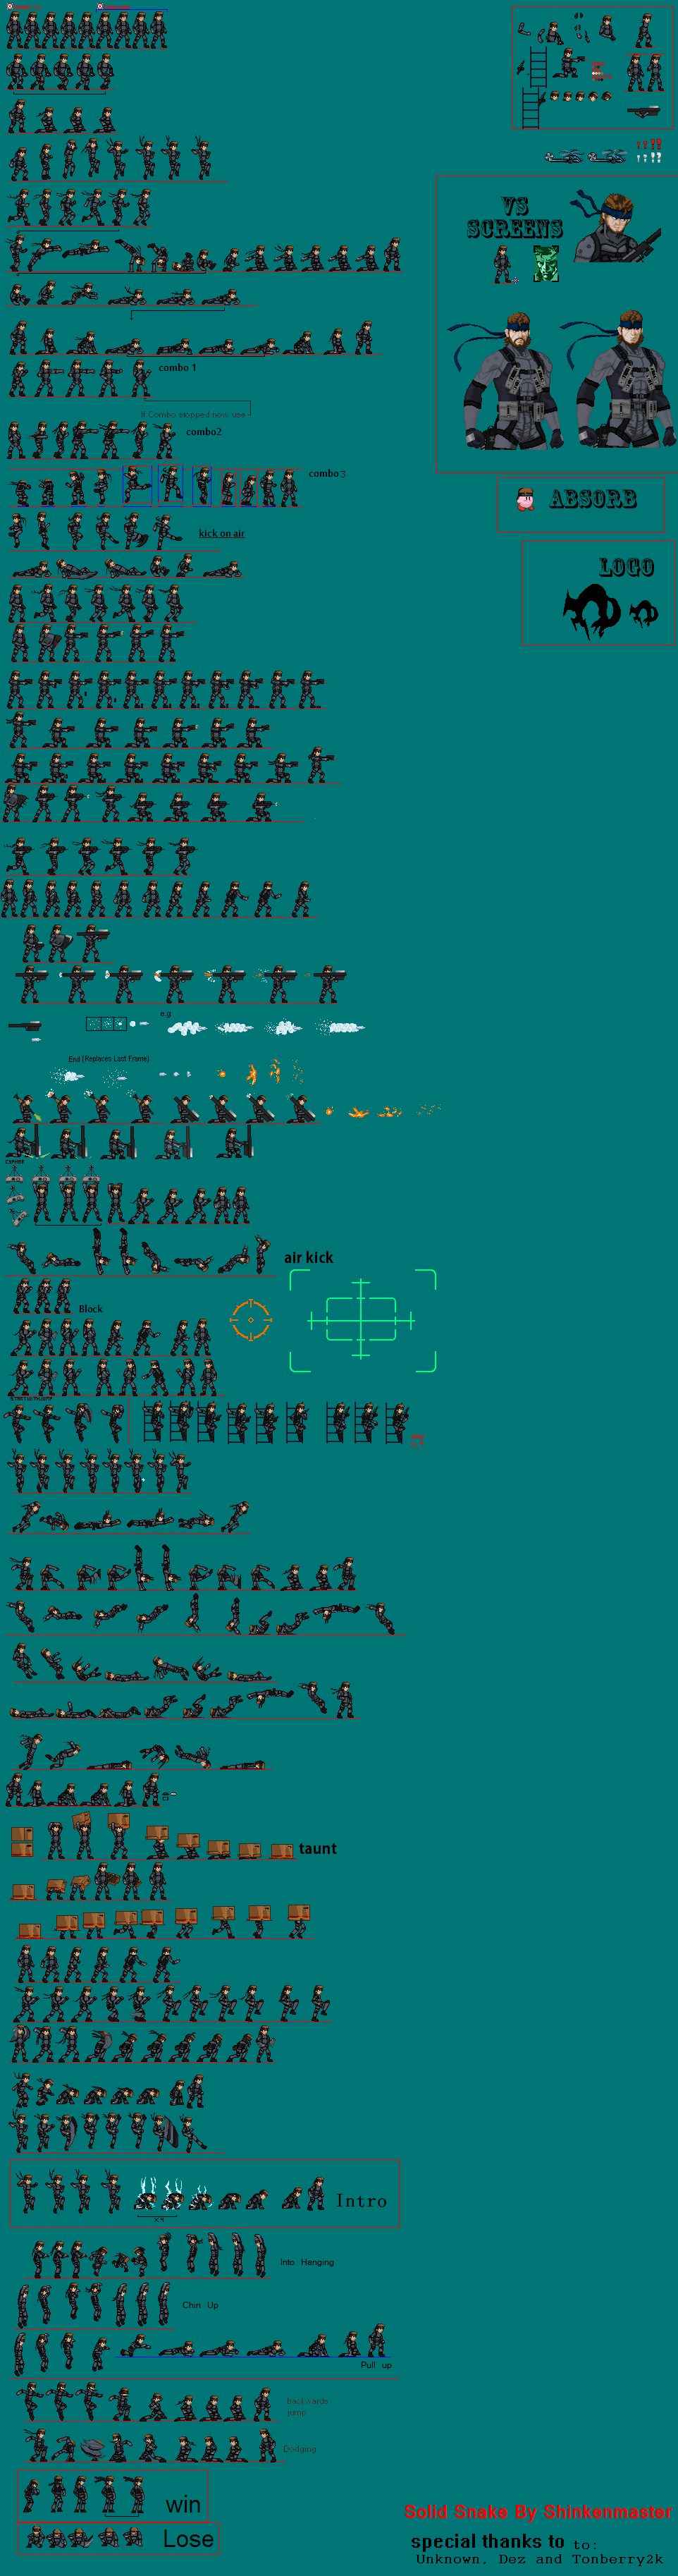 VS
SCREENS
combo 1
If Combo stopped now use
combo2
combo3
ABSORB
kick on air
LOGO
e.g
End (Replaces Last Frame)
CYPHER
air kick
Block
taunt
Intro
Into Hanging
Chin Up
Pull up
backwards
jump
Dodging
win
Lose
Solid Snake By Shinkenmaster
special thanks to to:
Unknown, Dez and Tonberry2k